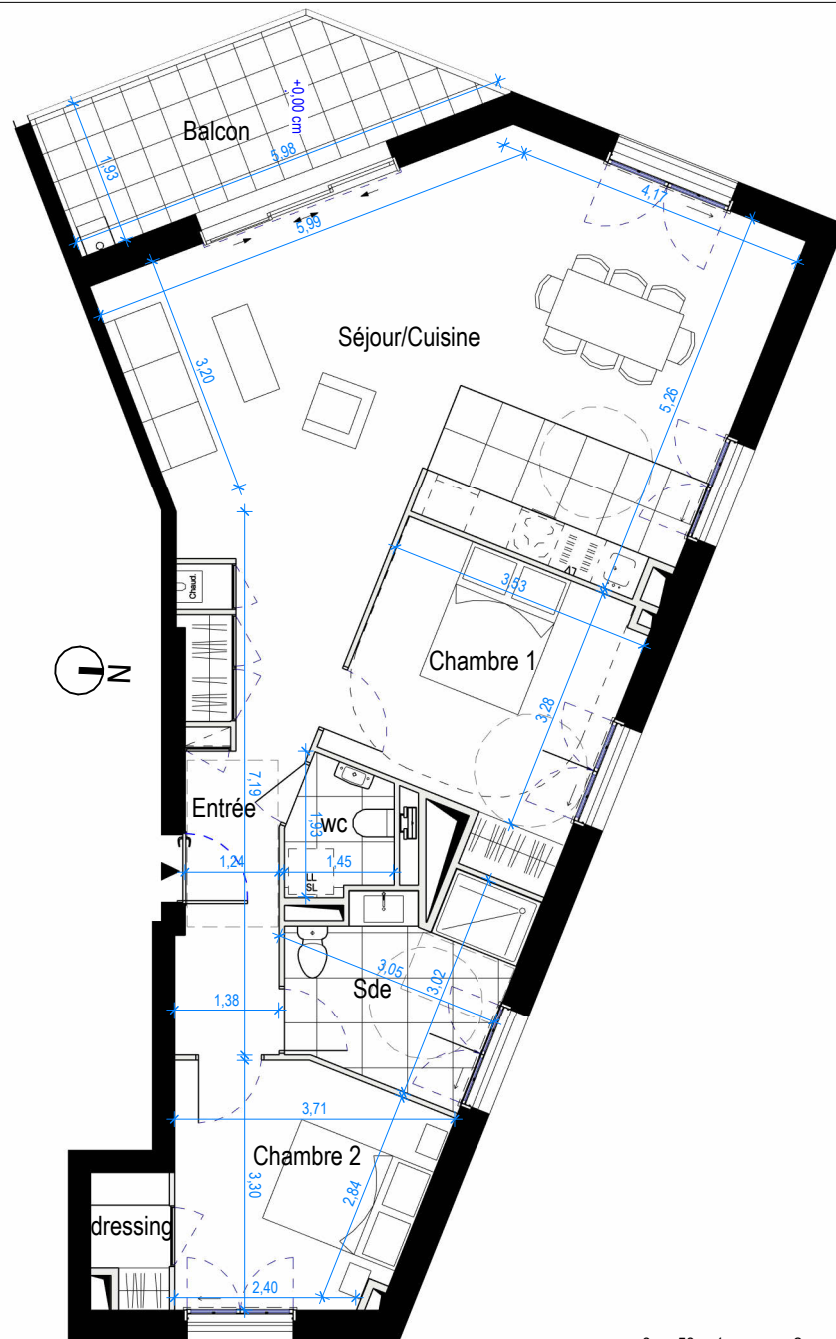 +0,00 cm
Balcon
5,98
1,93
5,99
4,17
Séjour/Cuisine
3,20
5,26
Chaud.
3,53
Chambre 1
N
3,28
7,19
Entrée
wc
1,93
1,24
1,45
LL
SL
3,05
3,02
Sde
1,38
3,71
Chambre 2
3,30
2,84
dressing
2,40